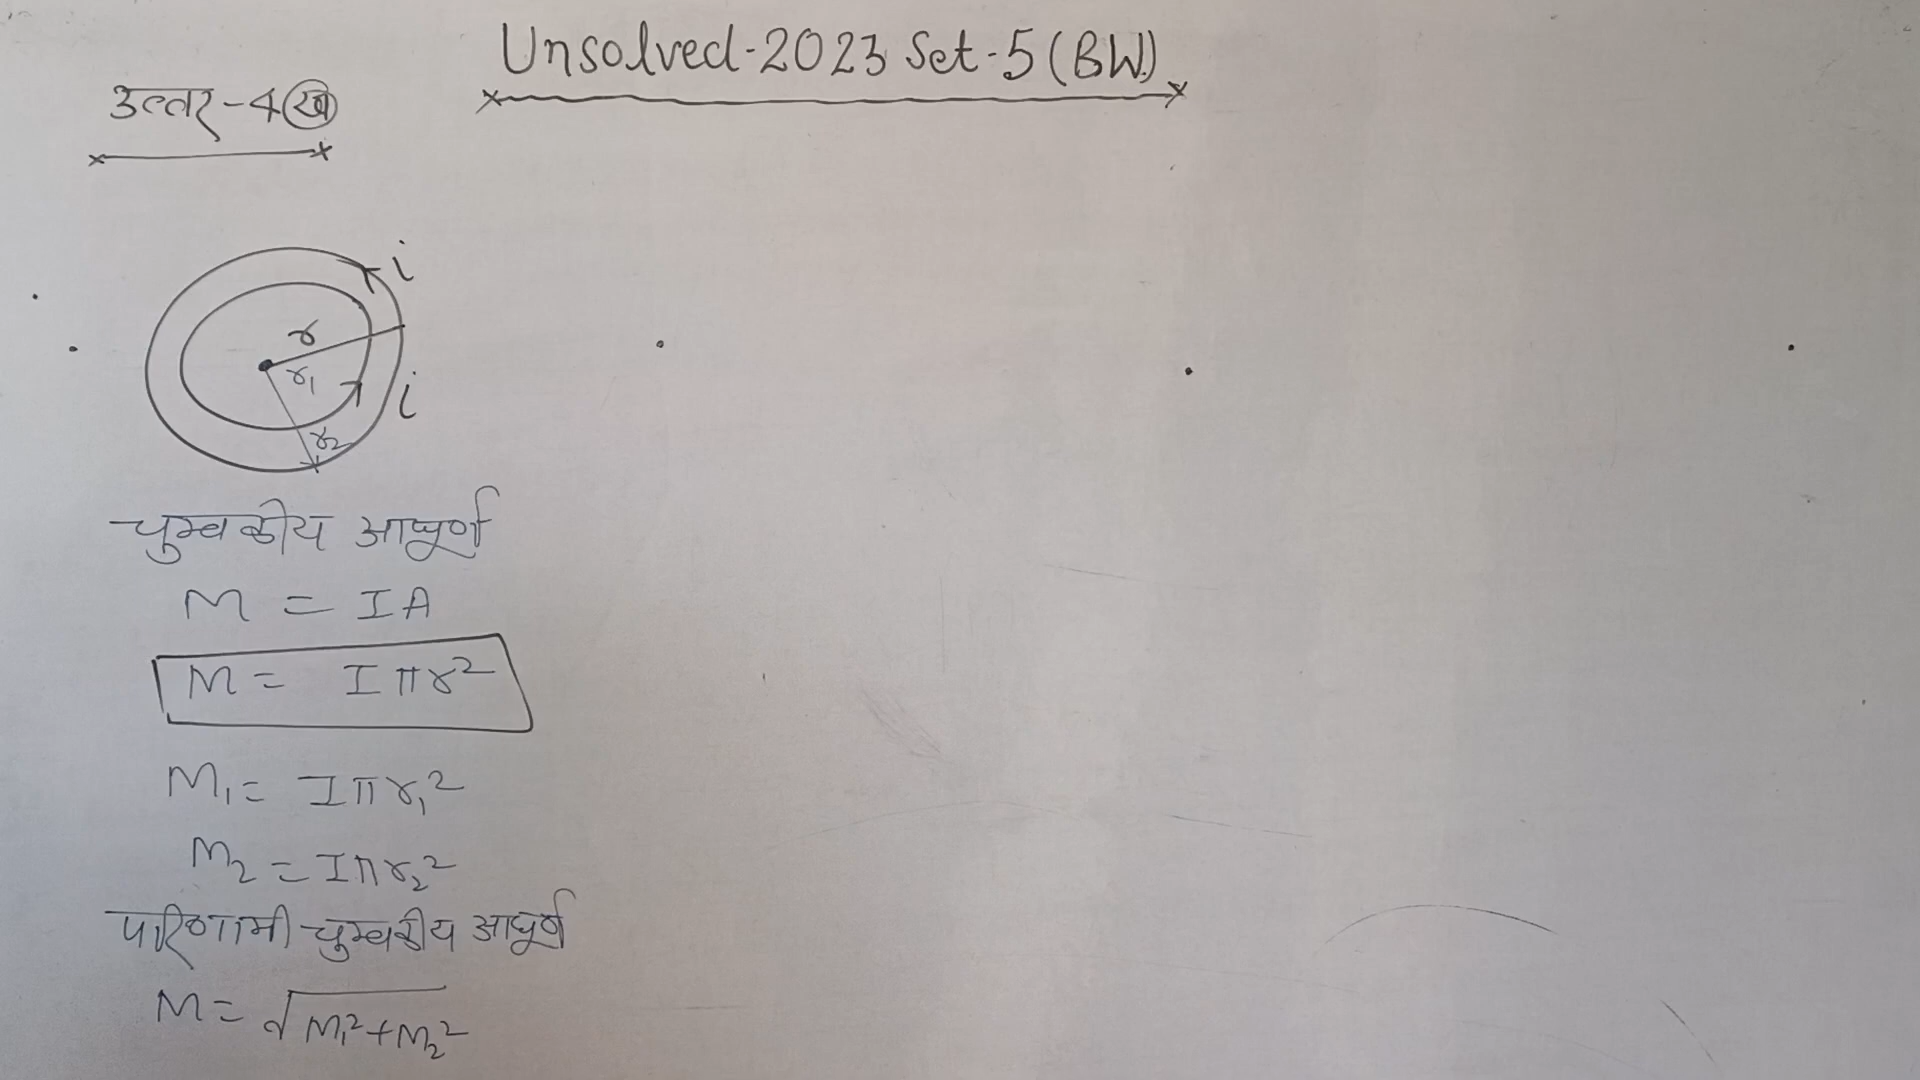 Unsolved-2023 Set-5 (BW)
उत्तर-4 ख
i
r
r₁
i
r₂
चुम्बकीय आघूर्ण
M = IA
M = Iπr²
M₁ = Iπr₁²
M₂ = Iπr₂²
परिणामी चुम्बकीय आघूर्ण
M = √M₁²+M₂²